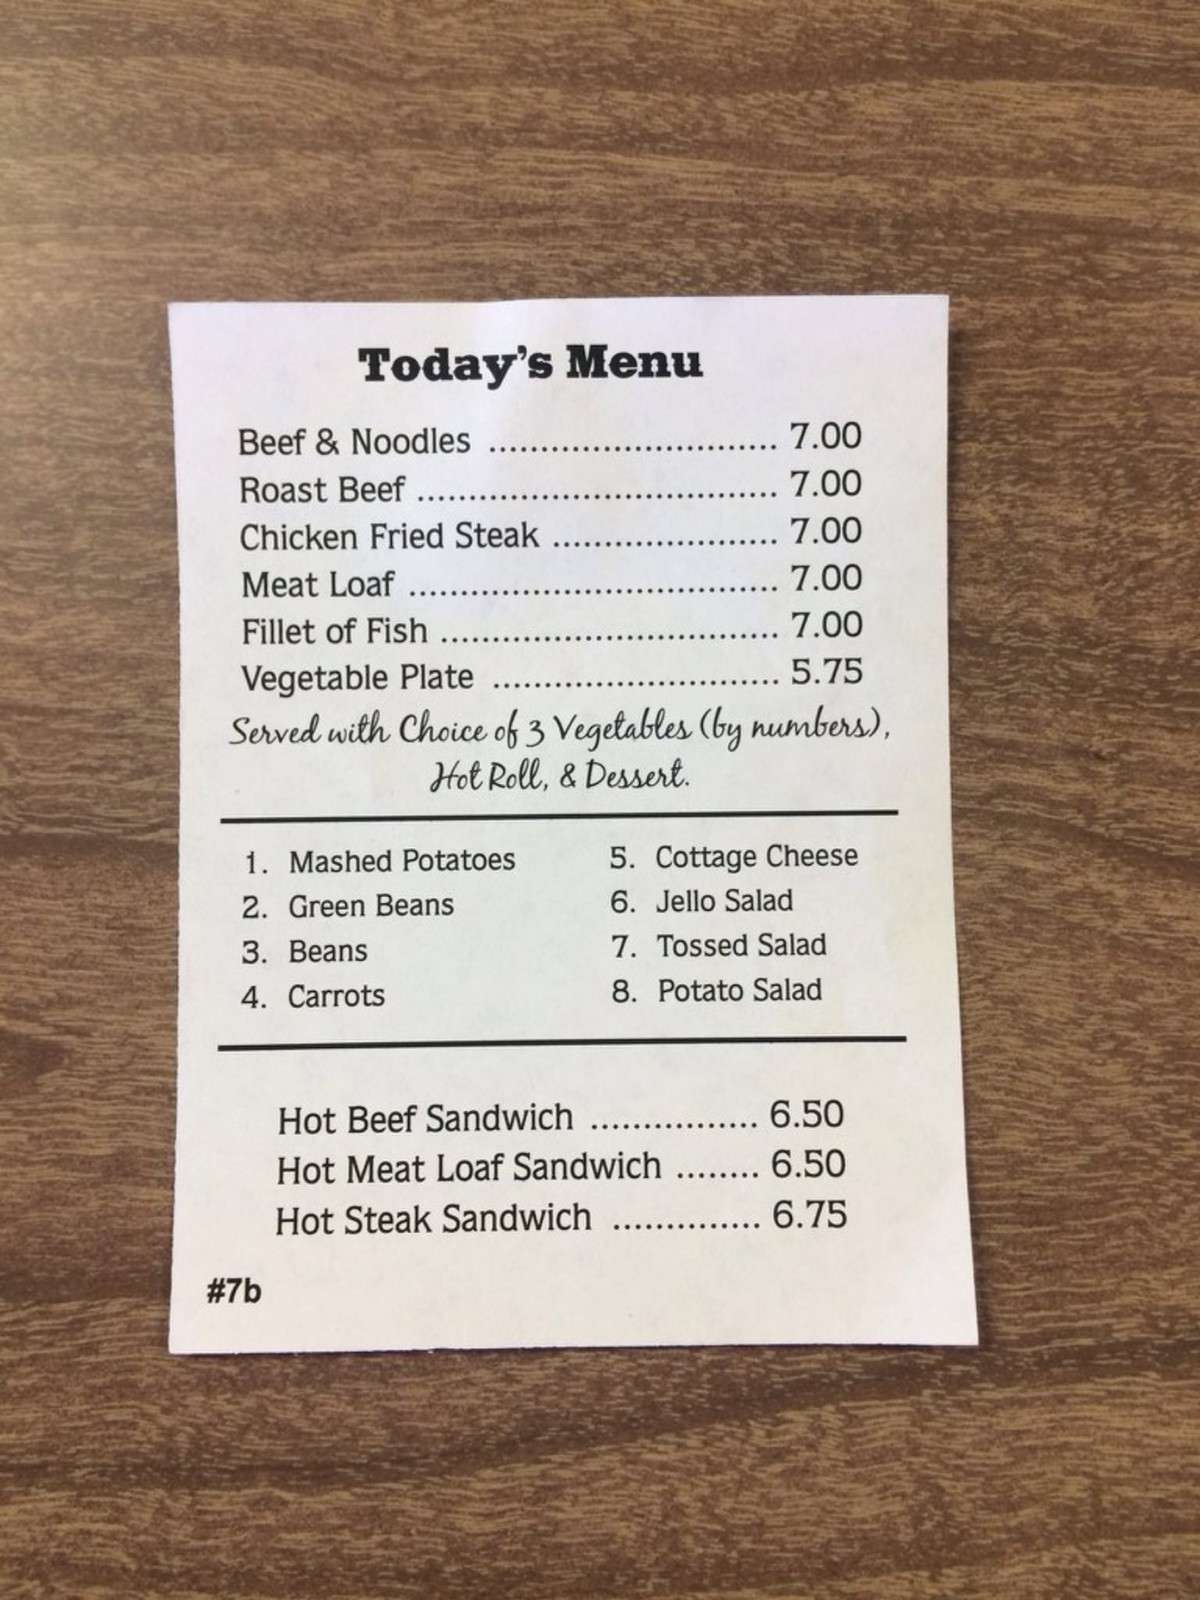 Today's Menu
Beef & Noodles ............................ 7.00
Roast Beef ................................... 7.00
Chicken Fried Steak ...................... 7.00
Meat Loaf .................................... 7.00
Fillet of Fish ................................. 7.00
Vegetable Plate ............................ 5.75
Served with Choice of 3 Vegetables (by numbers),
Hot Roll, & Dessert.
1. Mashed Potatoes
2. Green Beans
3. Beans
4. Carrots
5. Cottage Cheese
6. Jello Salad
7. Tossed Salad
8. Potato Salad
Hot Beef Sandwich ................ 6.50
Hot Meat Loaf Sandwich ........ 6.50
Hot Steak Sandwich .............. 6.75
#7b